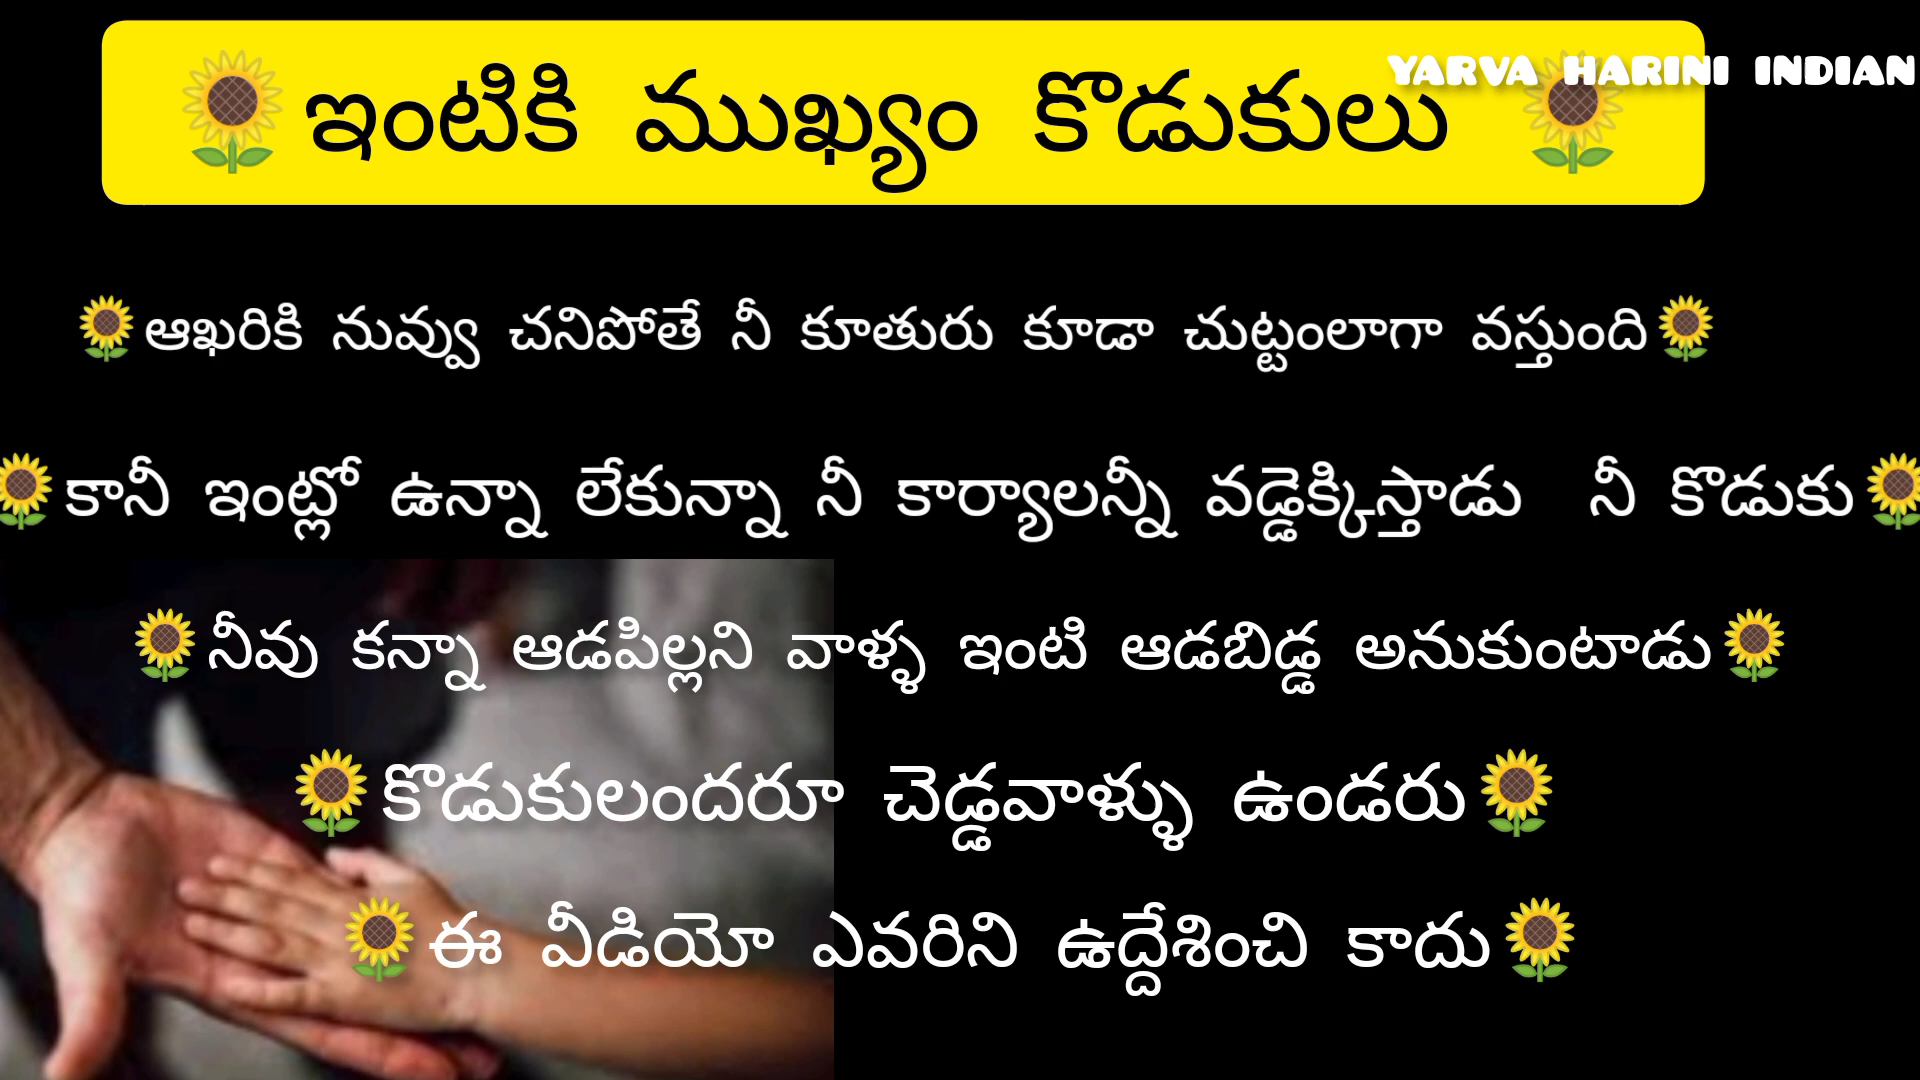 🌻ఇంటికి ముఖ్యం కొడుకులు 🌻
YARVA HARINI INDIAN
🌻ఆఖరికి నువ్వు చనిపోతే నీ కూతురు కూడా చుట్టంలాగా వస్తుంది🌻
🌻కానీ ఇంట్లో ఉన్నా లేకున్నా నీ కార్యాలన్నీ వడ్డెక్కిస్తాడు నీ కొడుకు🌻
🌻నీవు కన్నా ఆడపిల్లని వాళ్ళ ఇంటి ఆడబిడ్డ అనుకుంటాడు🌻
🌻కొడుకులందరూ చెడ్డవాళ్ళు ఉండరు🌻
🌻ఈ వీడియో ఎవరిని ఉద్దేశించి కాదు🌻